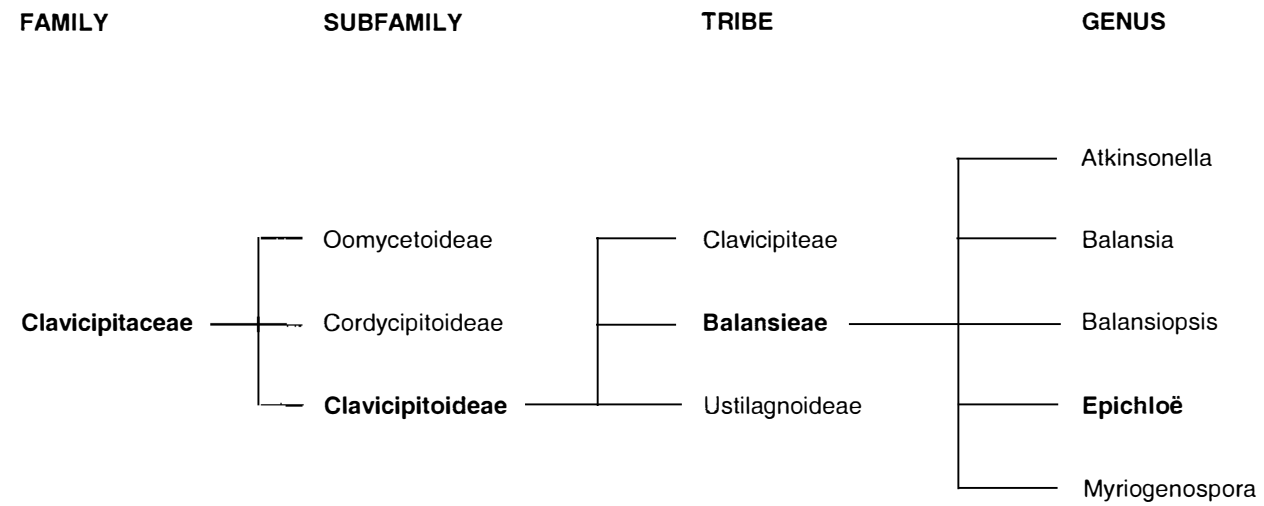 FAMILY SUBFAMILY TRIBE GENUS
Atkinsonella
Oomycetoideae Clavicipiteae Balansia
Clavicipitaceae Cordycipitoideae Balansieae Balansiopsis
Clavicipitoideae Ustilagnoideae Epichloë
Myriogenospora